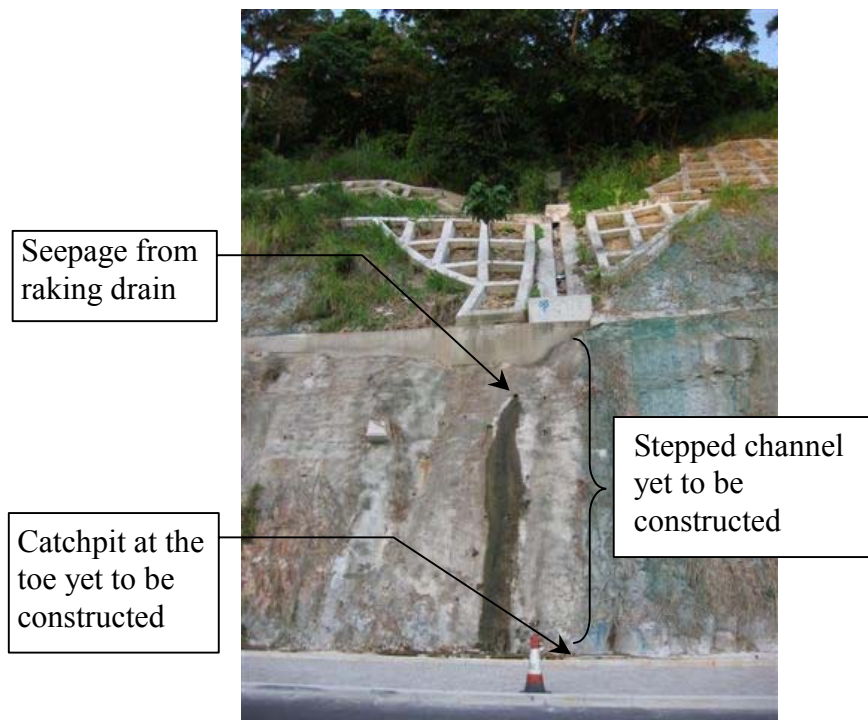 Seepage from
raking drain
Stepped channel
yet to be
constructed
Catchpit at the
toe yet to be
constructed